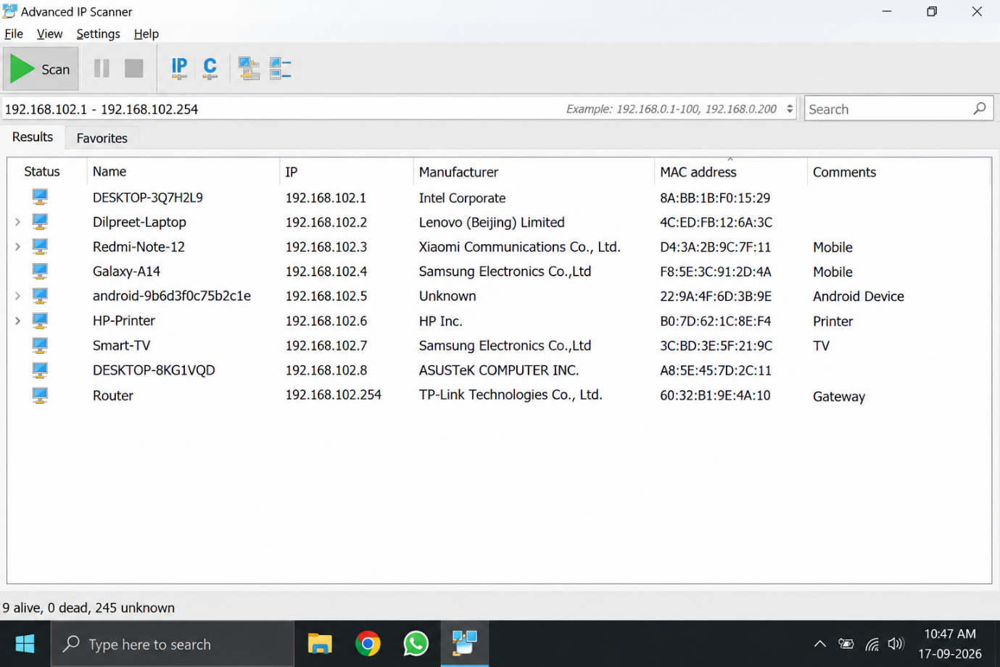 Advanced IP Scanner
File View Settings Help
Scan IP C
192.168.102.1 - 192.168.102.254 Example: 192.168.0.1-100, 192.168.0.200 Search
Results Favorites
Status Name IP Manufacturer MAC address Comments
DESKTOP-3Q7H2L9 192.168.102.1 Intel Corporate 8A:BB:1B:F0:15:29
Dilpreet-Laptop 192.168.102.2 Lenovo (Beijing) Limited 4C:ED:FB:12:6A:3C
Redmi-Note-12 192.168.102.3 Xiaomi Communications Co., Ltd. D4:3A:2B:9C:7F:11 Mobile
Galaxy-A14 192.168.102.4 Samsung Electronics Co.,Ltd F8:5E:3C:91:2D:4A Mobile
android-9b6d3f0c75b2c1e 192.168.102.5 Unknown 22:9A:4F:6D:3B:9E Android Device
HP-Printer 192.168.102.6 HP Inc. B0:7D:62:1C:8E:F4 Printer
Smart-TV 192.168.102.7 Samsung Electronics Co.,Ltd 3C:BD:3E:5F:21:9C TV
DESKTOP-8KG1VQD 192.168.102.8 ASUSTeK COMPUTER INC. A8:5E:45:7D:2C:11
Router 192.168.102.254 TP-Link Technologies Co., Ltd. 60:32:B1:9E:4A:10 Gateway
9 alive, 0 dead, 245 unknown
Type here to search 10:47 AM
17-09-2026